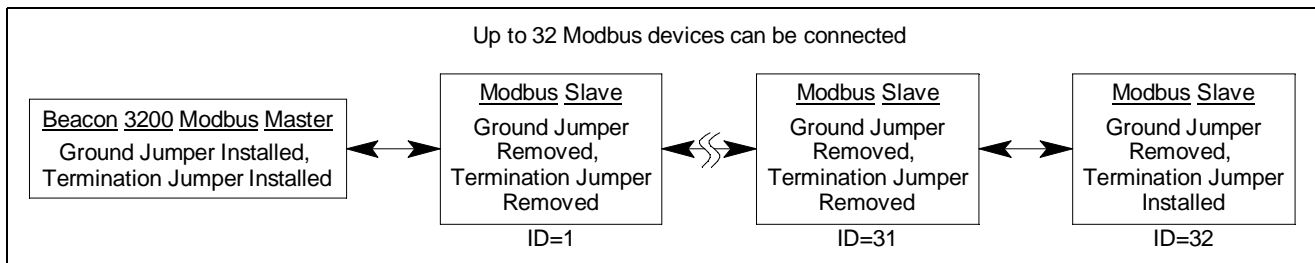 Up to 32 Modbus devices can be connected
Beacon 3200 Modbus Master
Ground Jumper Installed,
Termination Jumper Installed
Modbus Slave
Ground Jumper
Removed,
Termination Jumper
Removed
ID=1
Modbus Slave
Ground Jumper
Removed,
Termination Jumper
Removed
ID=31
Modbus Slave
Ground Jumper
Removed,
Termination Jumper
Installed
ID=32